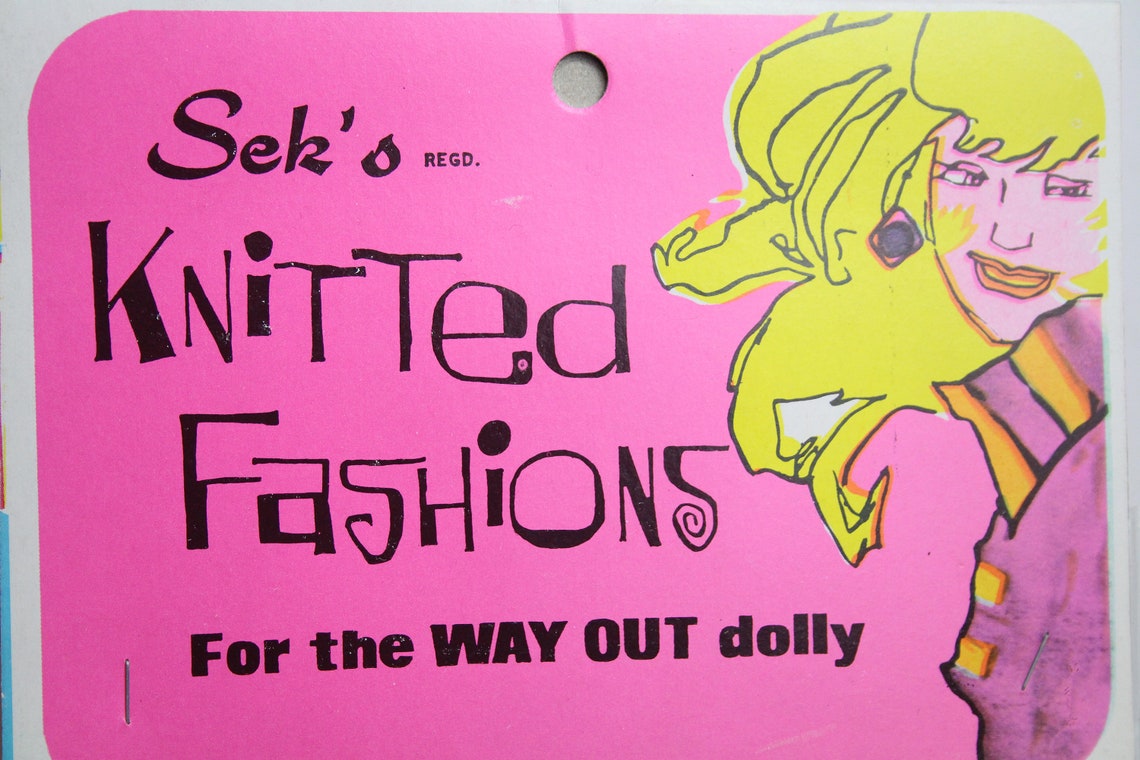 Sek's REGD.
Knitted
Fashions
For the WAY OUT dolly